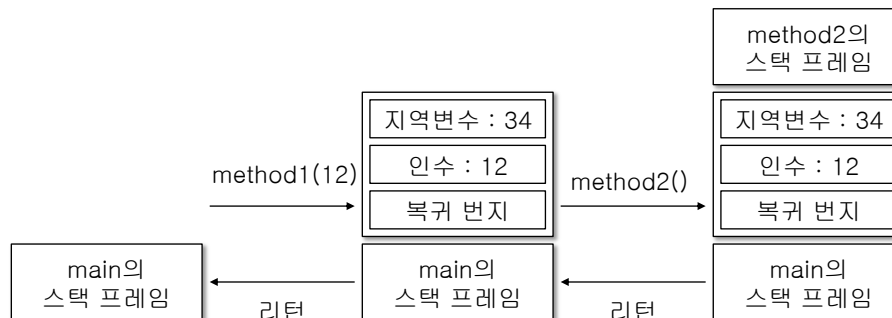 method2의
스택 프레임
지역변수 : 34
인수 : 12
복귀 번지
method1(12)
method2()
지역변수 : 34
인수 : 12
복귀 번지
main의
스택 프레임
리턴
main의
스택 프레임
리턴
main의
스택 프레임